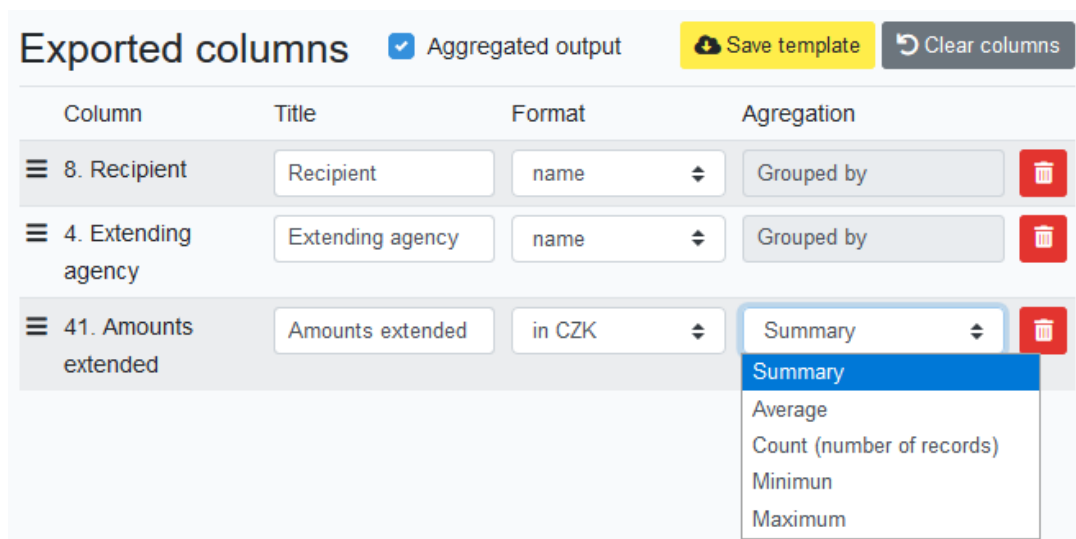 Exported columns Aggregated output Save template Clear columns
Column Title Format Agregation
8. Recipient Recipient name Grouped by
4. Extending agency Extending agency name Grouped by
41. Amounts extended Amounts extended in CZK Summary
Summary
Average
Count (number of records)
Minimun
Maximum